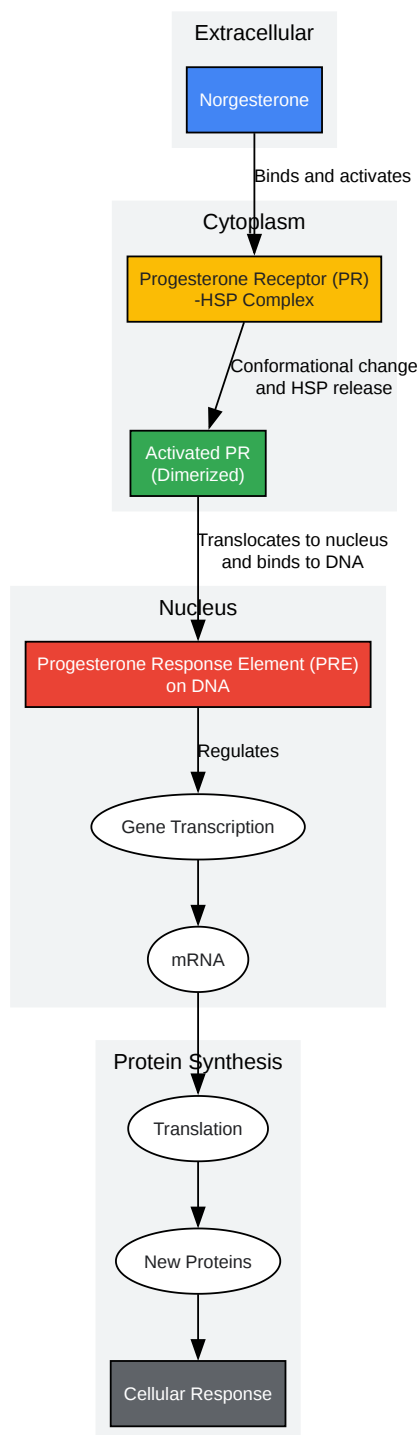 Extracellular
Norgesterone
Binds and activates
Cytoplasm
Progesterone Receptor (PR)
-HSP Complex
Conformational change
and HSP release
Activated PR
(Dimerized)
Translocates to nucleus
and binds to DNA
Nucleus
Progesterone Response Element (PRE)
on DNA
Regulates
Gene Transcription
mRNA
Protein Synthesis
Translation
New Proteins
Cellular Response